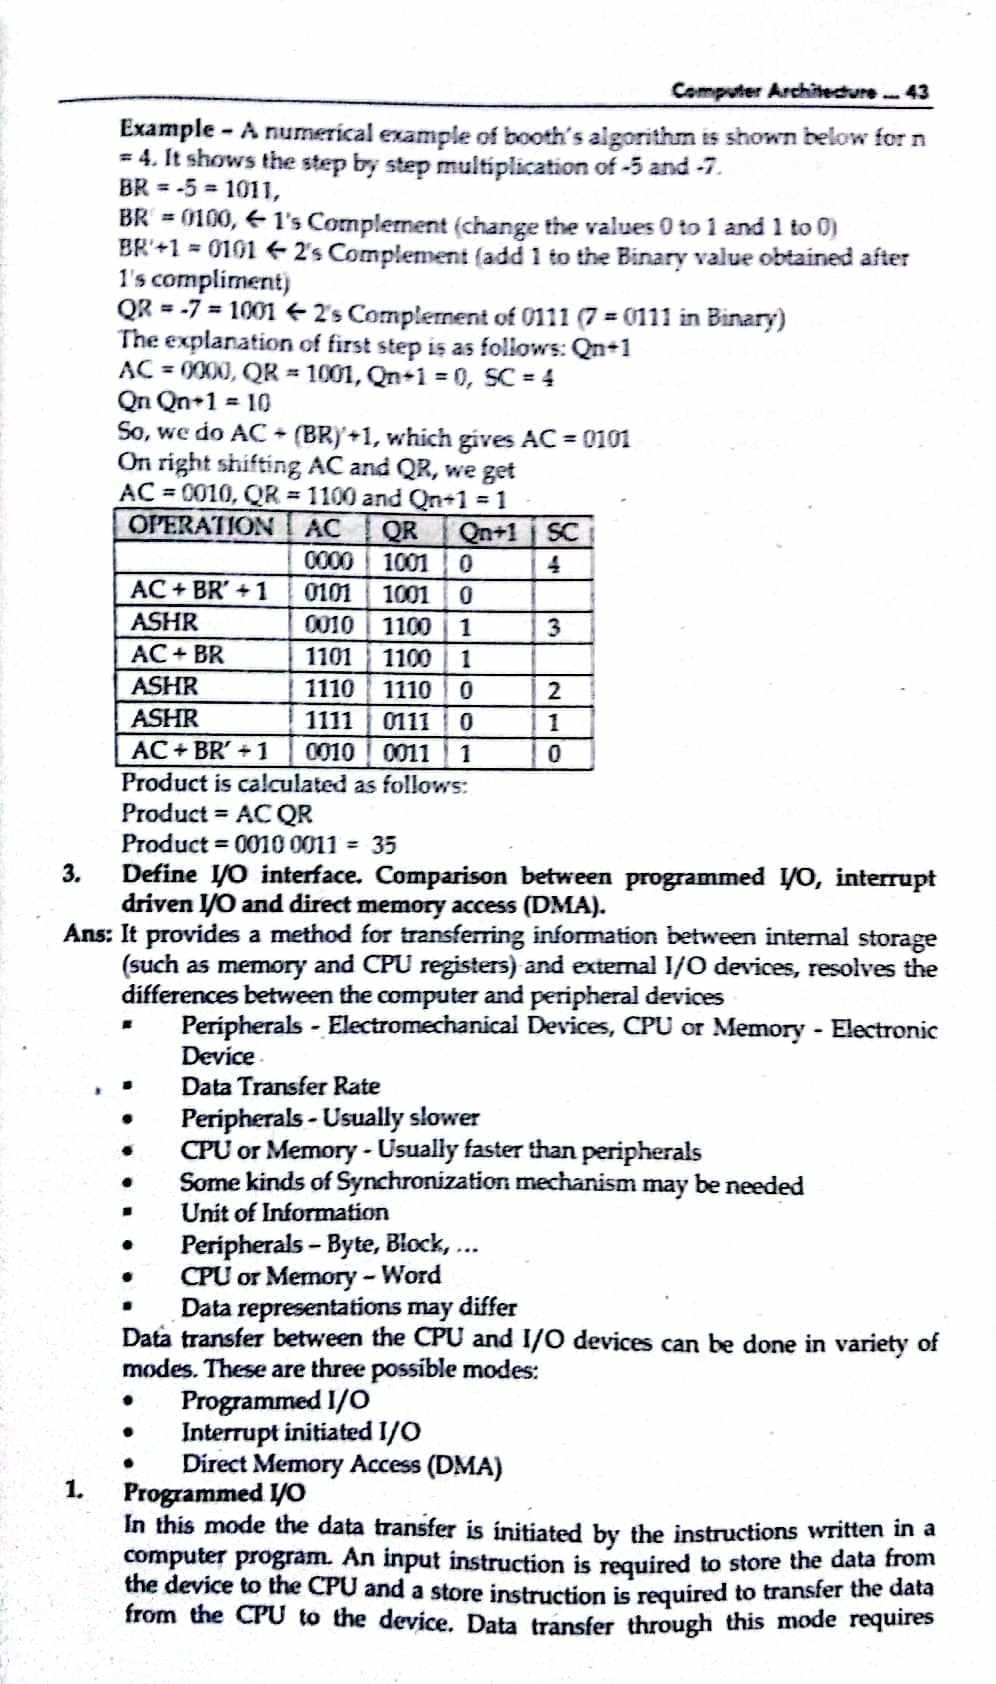 Computer Architecture ... 43
Example – A numerical example of booth's algorithm is shown below for n
= 4. It shows the step by step multiplication of -5 and -7.
BR = -5 = 1011,
BR' = 0100, ← 1's Complement (change the values 0 to 1 and 1 to 0)
BR'+1 = 0101 ← 2's Complement (add 1 to the Binary value obtained after
1's compliment)
QR = -7 = 1001 ← 2's Complement of 0111 (7 = 0111 in Binary)
The explanation of first step is as follows: Qn+1
AC = 0000, QR = 1001, Qn+1 = 0, SC = 4
Qn Qn+1 = 10
So, we do AC + (BR)'+1, which gives AC = 0101
On right shifting AC and QR, we get
AC = 0010, QR = 1100 and Qn+1 = 1
OPERATION AC QR Qn+1 SC
0000 1001 0 4
AC + BR' + 1 0101 1001 0
ASHR 0010 1100 1 3
AC + BR 1101 1100 1
ASHR 1110 1110 0 2
ASHR 1111 0111 0 1
AC + BR' + 1 0010 0011 1 0
Product is calculated as follows:
Product = AC QR
Product = 0010 0011 = 35
3. Define I/O interface. Comparison between programmed I/O, interrupt
driven I/O and direct memory access (DMA).
Ans: It provides a method for transferring information between internal storage
(such as memory and CPU registers) and external I/O devices, resolves the
differences between the computer and peripheral devices
▪ Peripherals - Electromechanical Devices, CPU or Memory - Electronic
Device
▪ Data Transfer Rate
• Peripherals - Usually slower
• CPU or Memory - Usually faster than peripherals
• Some kinds of Synchronization mechanism may be needed
▪ Unit of Information
• Peripherals – Byte, Block, ...
• CPU or Memory – Word
▪ Data representations may differ
Data transfer between the CPU and I/O devices can be done in variety of
modes. These are three possible modes:
• Programmed I/O
• Interrupt initiated I/O
• Direct Memory Access (DMA)
1. Programmed I/O
In this mode the data transfer is initiated by the instructions written in a
computer program. An input instruction is required to store the data from
the device to the CPU and a store instruction is required to transfer the data
from the CPU to the device. Data transfer through this mode requires